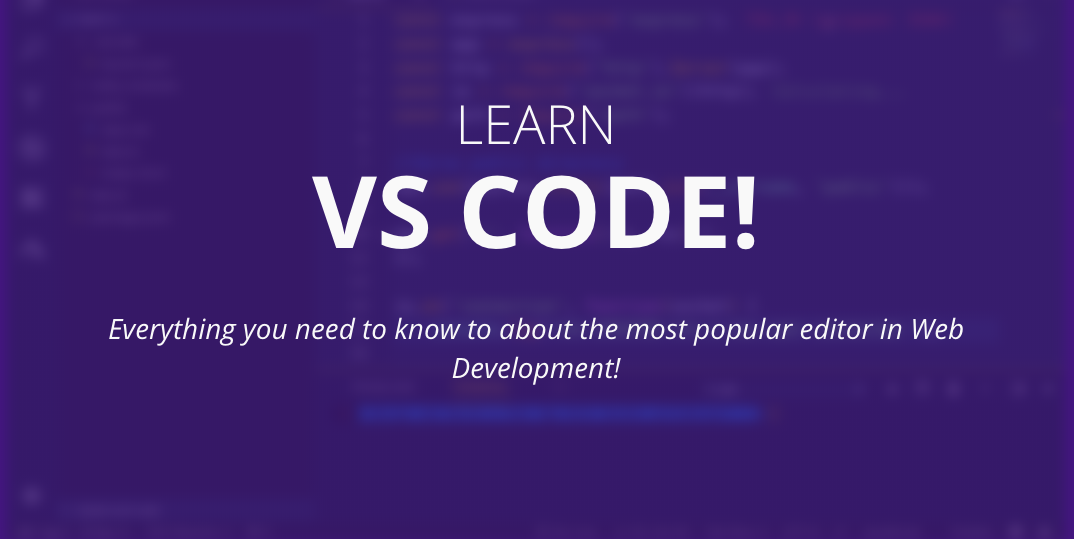 LEARN
VS CODE!
Everything you need to know to about the most popular editor in Web
Development!